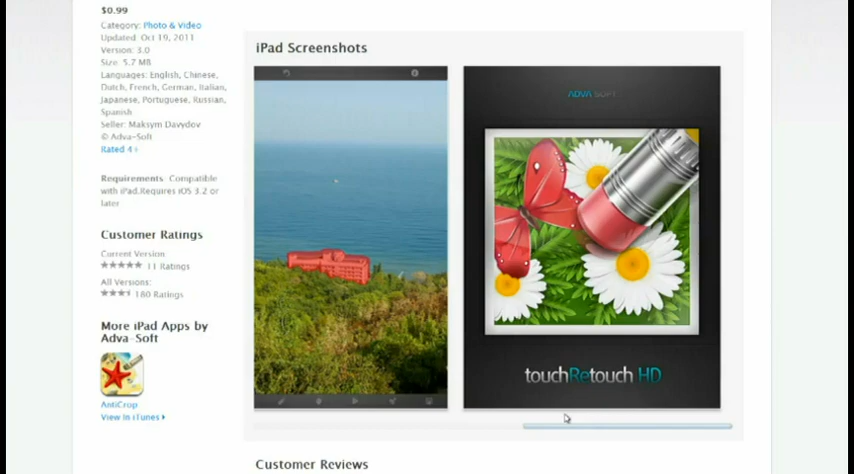 $0.99
Category: Photo & Video
Updated: Oct 19, 2011
Version: 3.0
Size: 5.7 MB
Languages: English, Chinese,
Dutch, French, German, Italian,
Japanese, Portuguese, Russian,
Spanish
Seller: Maksym Davydov
© Adva-Soft
Rated 4+
Requirements: Compatible
with iPad.Requires iOS 3.2 or
later
Customer Ratings
Current Version:
11 Ratings
All Versions:
180 Ratings
More iPad Apps by
Adva-Soft
AntiCrop
View In iTunes
iPad Screenshots
ADVA SOFT
touchRetouch HD
Customer Reviews